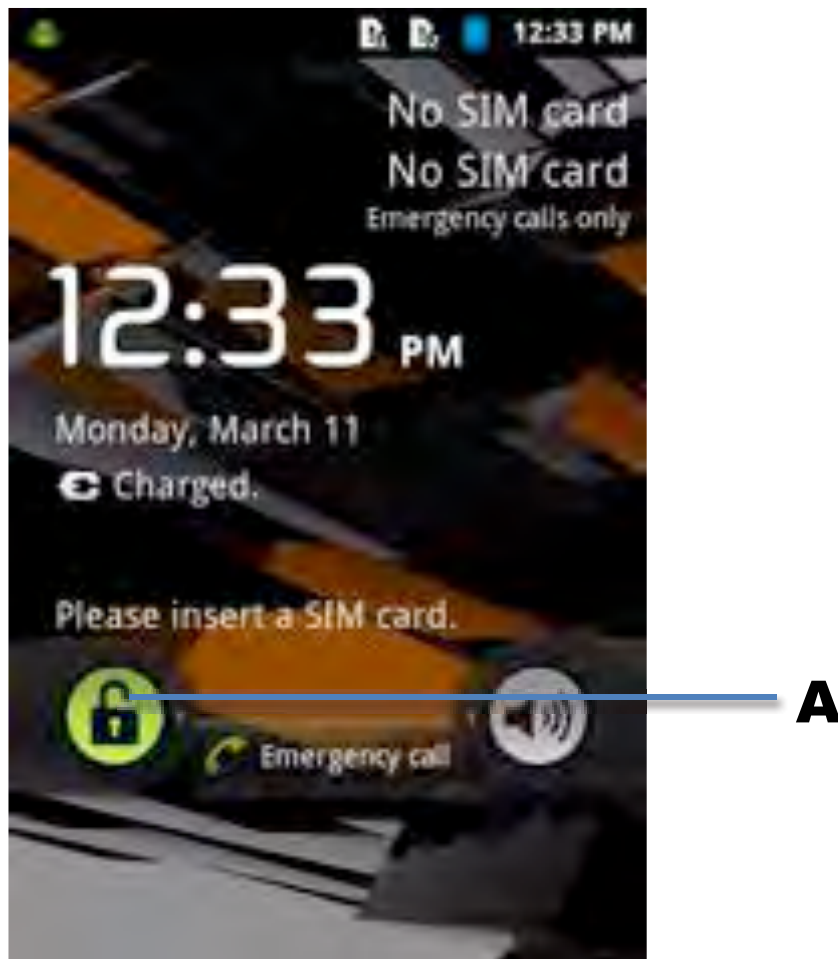 12:33 PM
No SIM card
No SIM card
Emergency calls only
12:33 PM
Monday, March 11
Charged.
Please insert a SIM card.
A
Emergency call